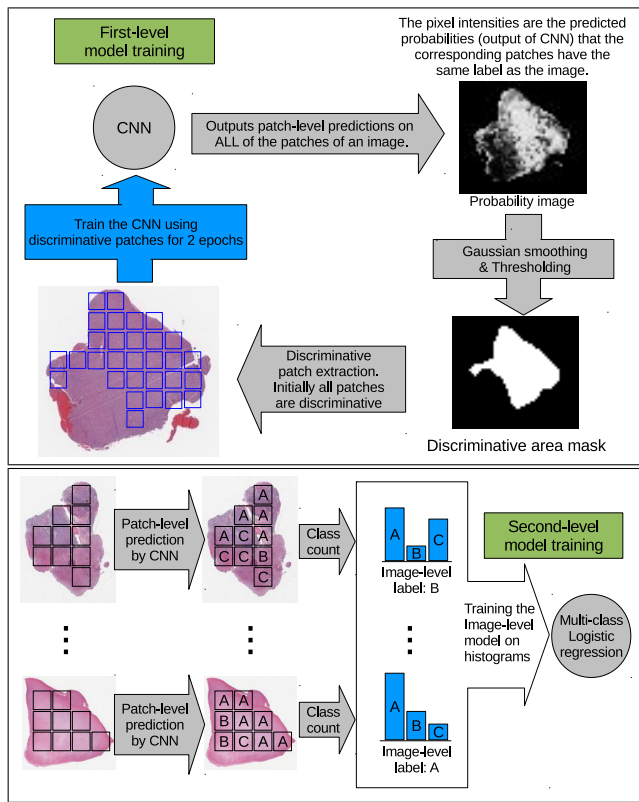 First-level
model training
The pixel intensities are the predicted
probabilities (output of CNN) that the
corresponding patches have the
same label as the image.
CNN
Outputs patch-level predictions on
ALL of the patches of an image.
Probability image
Train the CNN using
discriminative patches for 2 epochs
Gaussian smoothing
& Thresholding
Discriminative
patch extraction.
Initially all patches
are discriminative
Discriminative area mask
Patch-level
prediction
by CNN
A
C A
A C A
C C B
C
Class
count
A B C
Image-level
label: B
Second-level
model training
Training the
Image-level
model on
histograms
Multi-class
Logistic
regression
Patch-level
prediction
by CNN
A A
B A A
B C A A
Class
count
A B C
Image-level
label: A